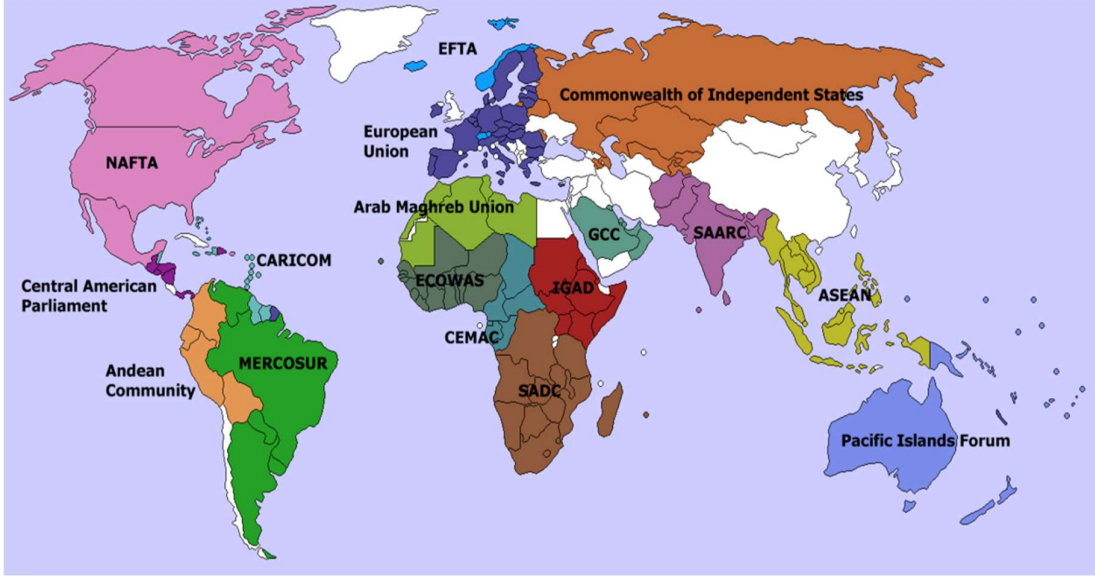 EFTA
Commonwealth of Independent States
European
Union
NAFTA
Arab Maghreb Union
GCC
SAARC
CARICOM
ECOWAS
IGAD
Central American
Parliament
ASEAN
CEMAC
MERCOSUR
Andean
Community
SADC
Pacific Islands Forum